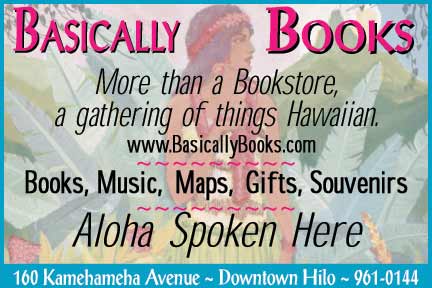 BASICALLY BOOKS
More than a Bookstore,
a gathering of things Hawaiian.
www.BasicallyBooks.com
~~~~~~~~~~~~~~
Books, Music, Maps, Gifts, Souvenirs
~~~~~~~~~~~~~~
Aloha Spoken Here
160 Kamehameha Avenue ~ Downtown Hilo ~ 961-0144